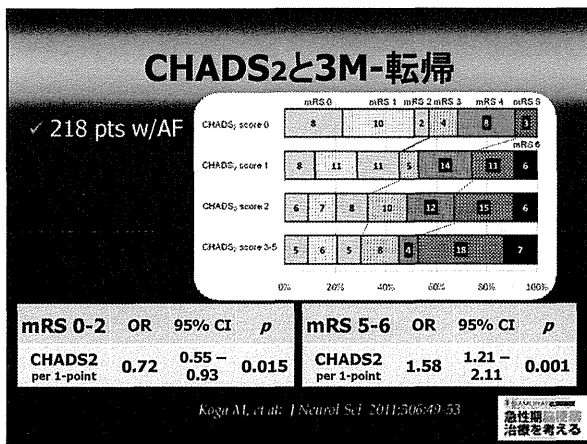 CHADS2と3M-転帰
✓ 218 pts w/AF
mRS 0 mRS 1 mRS 2 mRS 3 mRS 4 mRS 5
CHADS2 score 0 8 10 2 4 8 3
mRS 6
CHADS2 score 1 8 11 11 5 14 11 6
CHADS2 score 2 6 7 8 10 12 15 6
CHADS2 score 3-5 5 6 5 8 4 18 7
0% 20% 40% 60% 80% 100%
mRS 0-2 OR 95% CI p
CHADS2 per 1-point 0.72 0.55 – 0.93 0.015
mRS 5-6 OR 95% CI p
CHADS2 per 1-point 1.58 1.21 – 2.11 0.001
Koga M, et al: J Neurol Sci 2011;306:49-53
急性期脳梗塞
治療を考える